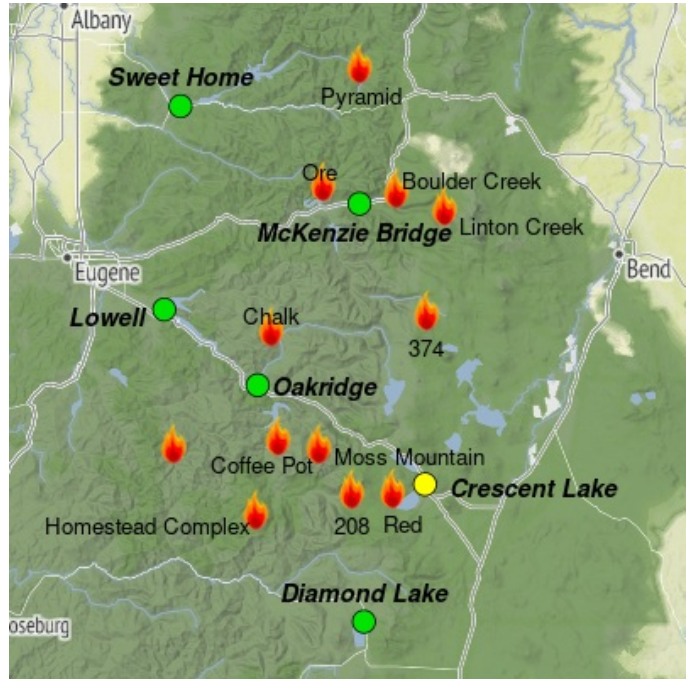 Albany
Sweet Home
Pyramid
Ore
Boulder Creek
McKenzie Bridge
Linton Creek
Eugene
Bend
Lowell
Chalk
374
Oakridge
Coffee Pot
Moss Mountain
Crescent Lake
Homestead Complex
208
Red
Diamond Lake
oseburg